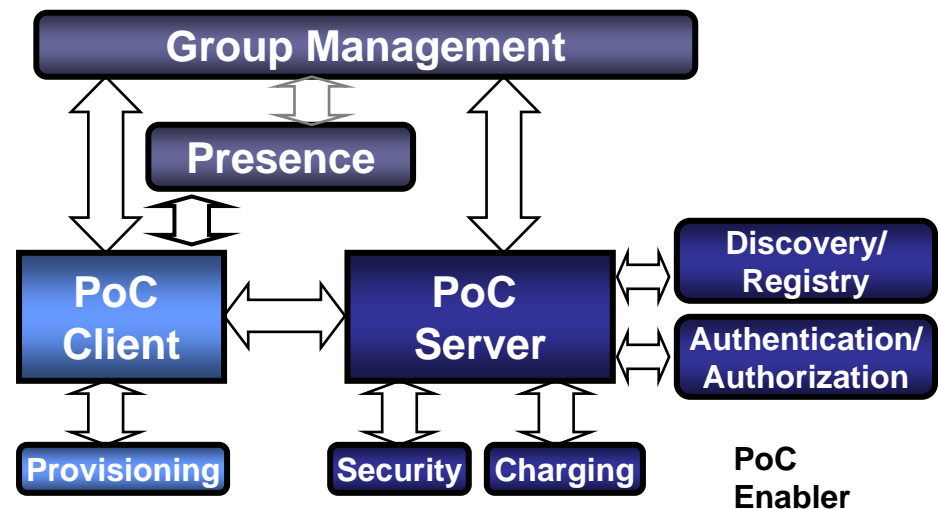 Group Management
Presence
PoC
Client
PoC
Server
Discovery/
Registry
Authentication/
Authorization
Provisioning
Security
Charging
PoC
Enabler